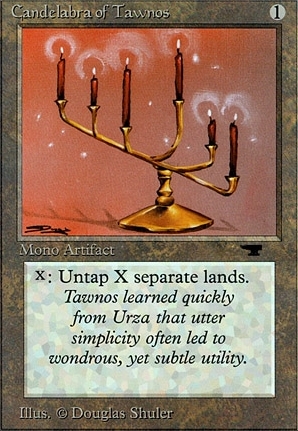 Candelabra of Tawnos 1
Mono Artifact
X: Untap X separate lands.
Tawnos learned quickly
from Urza that utter
simplicity often led to
wondrous, yet subtle utility.
Illus. © Douglas Shuler